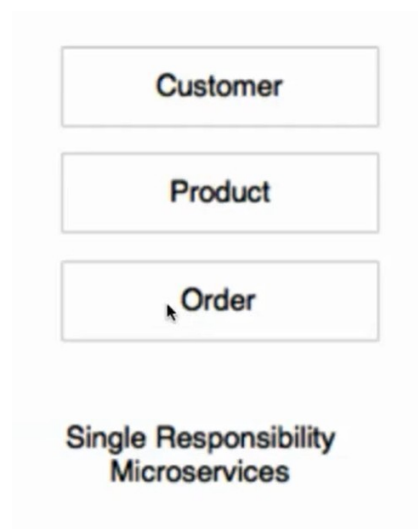 Customer
Product
Order
Single Responsibility
Microservices